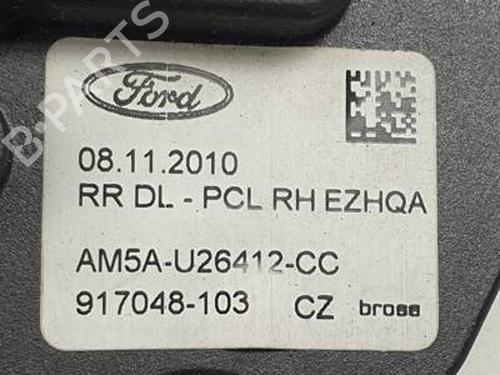 B-PARTS
Ford
08.11.2010
RR DL - PCL RH EZHQA
AM5A-U26412-CC
917048-103 CZ brose